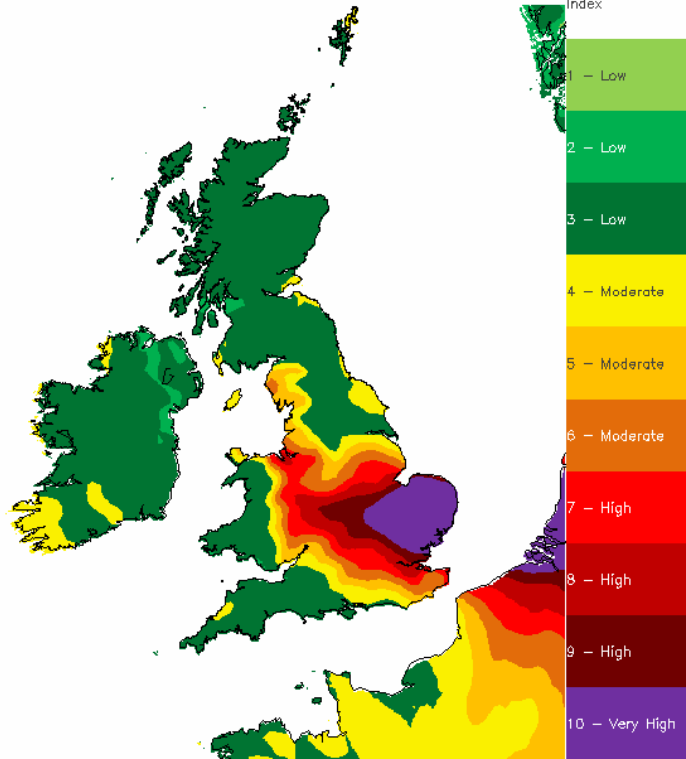 Index
1 – Low
2 – Low
3 – Low
4 – Moderate
5 – Moderate
6 – Moderate
7 – High
8 – High
9 – High
10 – Very High